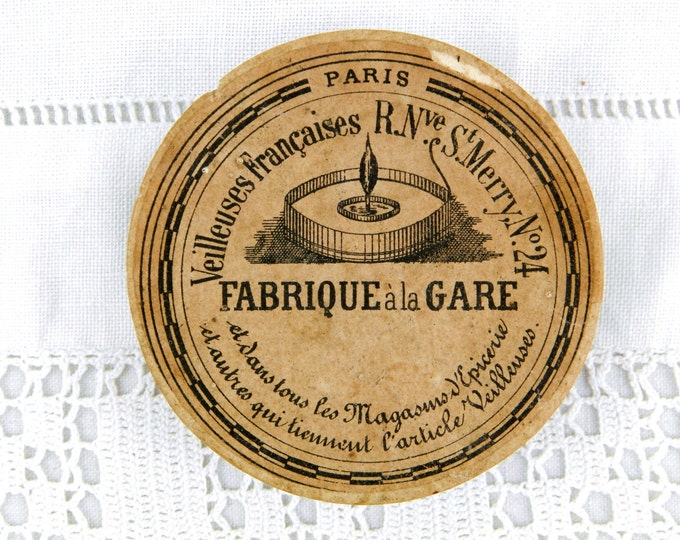 PARIS
Veilleuses Françaises R. Nve St. Merry, No. 24
FABRIQUE à la GARE
et dans tous les Magasins d'Epicerie
et autres qui tiennent l'article Veilleuses.